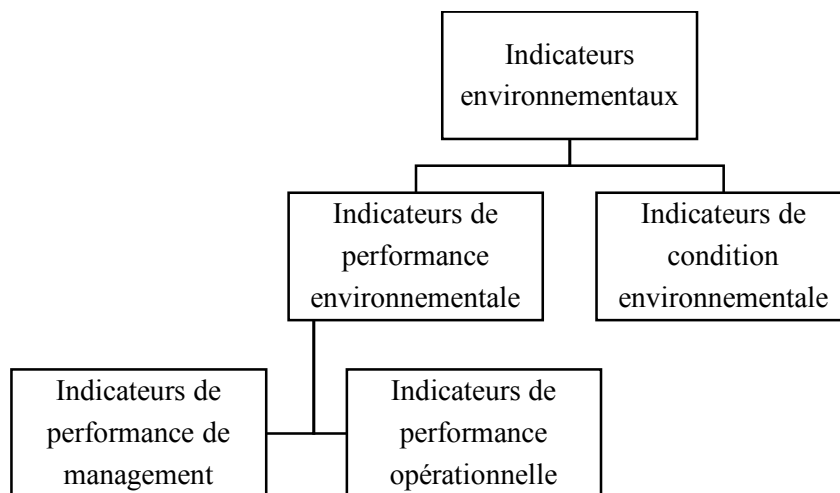 Indicateurs
environnementaux
Indicateurs de
performance
environnementale
Indicateurs de
condition
environnementale
Indicateurs de
performance de
management
Indicateurs de
performance
opérationnelle